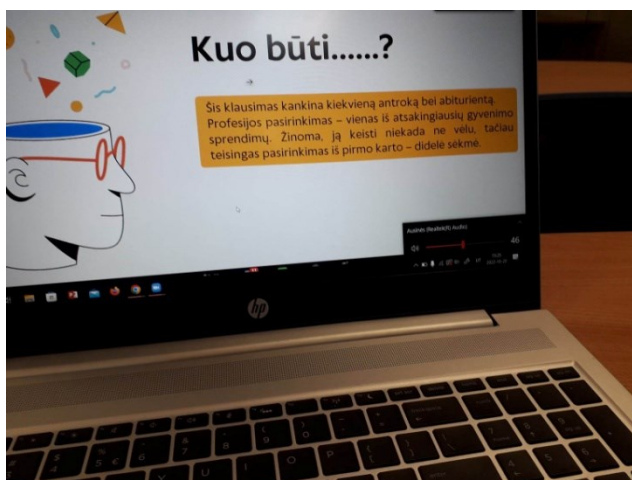 Kuo būti......?
Šis klausimas kankina kiekvieną antroką bei abiturientą.
Profesijos pasirinkimas – vienas iš atsakingiausių gyvenimo
sprendimų. Žinoma, ją keisti niekada ne vėlu, tačiau
teisingas pasirinkimas iš pirmo karto – didelė sėkmė.
Ausinės (Realtek(R) Audio)
46
hp
Y U I O P